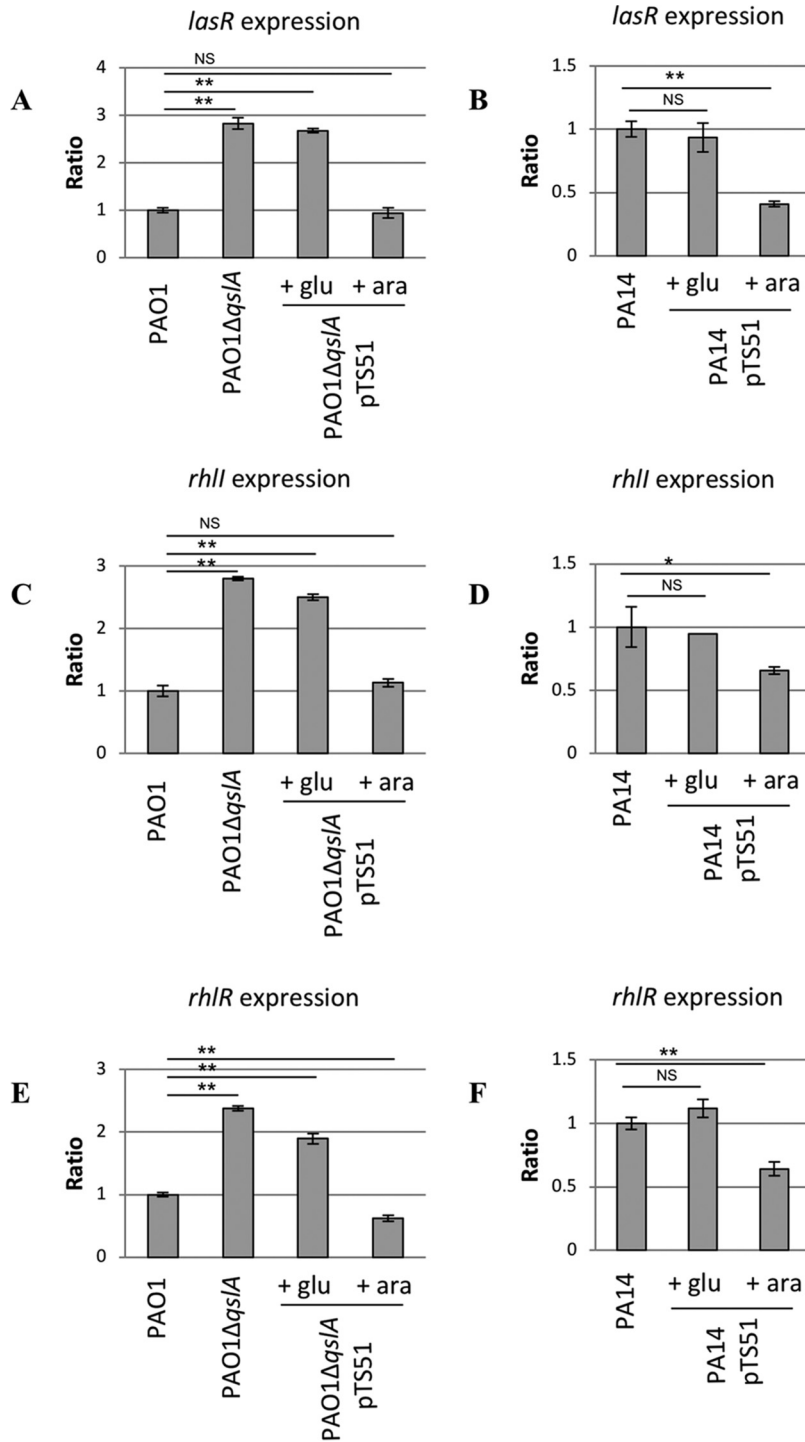 lasR expression
NS
**
**
A
Ratio
4
3
2
1
0
PAO1
PAO1ΔqslA
+ glu + ara
PAO1ΔqslA
pTS51
lasR expression
**
NS
B
Ratio
1.5
1
0.5
0
PA14
+ glu + ara
PA14
pTS51
rhlI expression
NS
**
**
C
Ratio
3
2
1
0
PAO1
PAO1ΔqslA
+ glu + ara
PAO1ΔqslA
pTS51
rhlI expression
*
NS
D
Ratio
1.5
1
0.5
0
PA14
+ glu + ara
PA14
pTS51
rhlR expression
**
**
**
E
Ratio
3
2
1
0
PAO1
PAO1ΔqslA
+ glu + ara
PAO1ΔqslA
pTS51
rhlR expression
**
NS
F
Ratio
1.5
1
0.5
0
PA14
+ glu + ara
PA14
pTS51